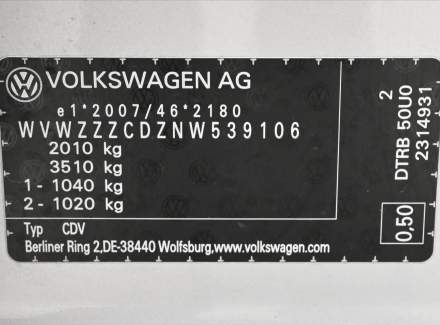 VOLKSWAGEN AG
e1*2007/46*2180
WVWZZZCDZNW539106
2010 kg
3510 kg
1 - 1040 kg
2 - 1020 kg
Typ CDV
Berliner Ring 2,DE-38440 Wolfsburg,www.volkswagen.com
2
DTRB 50U0
2314931
0,50